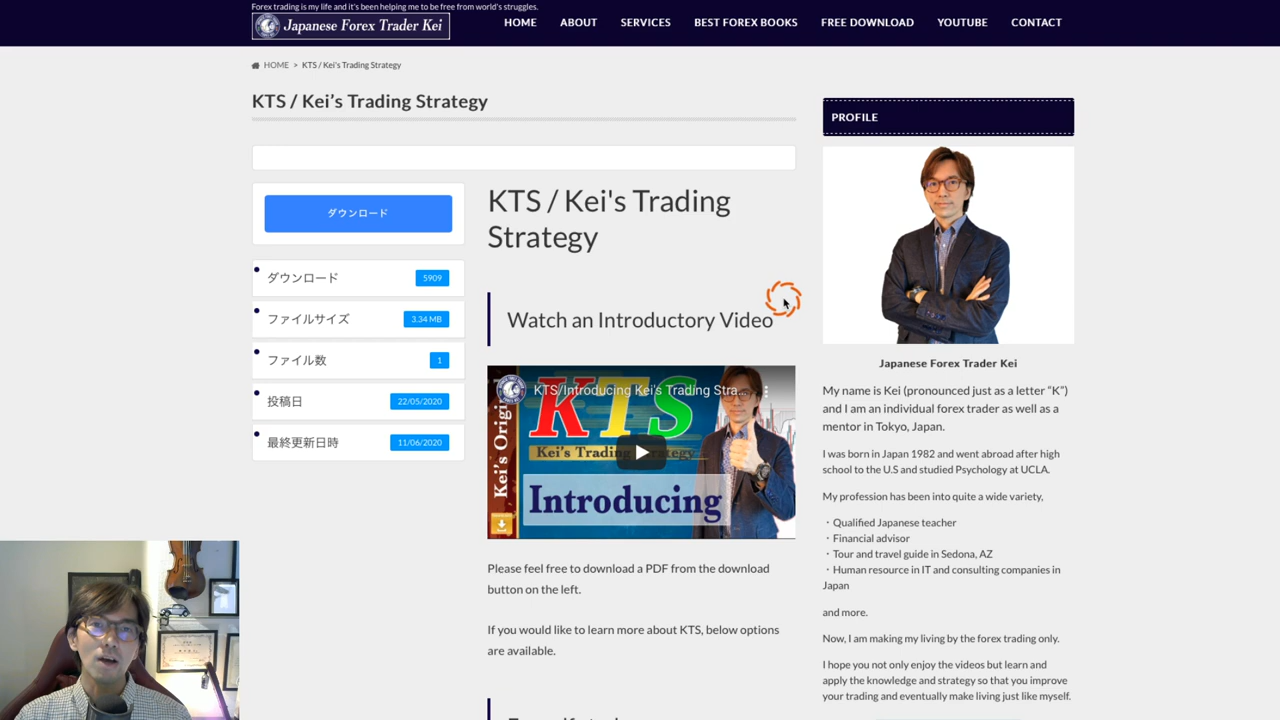 Forex trading is my life and it's been helping me to be free from world's struggles.
Japanese Forex Trader Kei
HOME ABOUT SERVICES BEST FOREX BOOKS FREE DOWNLOAD YOUTUBE CONTACT
HOME > KTS / Kei's Trading Strategy
KTS / Kei's Trading Strategy
ダウンロード
ダウンロード 5909
ファイルサイズ 3.34 MB
ファイル数 1
投稿日 22/05/2020
最終更新日時 11/06/2020
KTS / Kei's Trading
Strategy
Watch an Introductory Video
KTS/Introducing Kei's Trading Stra...
KTS
Kei's Trading Strategy
Kei's Origi
Introducing
Please feel free to download a PDF from the download
button on the left.
If you would like to learn more about KTS, below options
are available.
PROFILE
Japanese Forex Trader Kei
My name is Kei (pronounced just as a letter “K”)
and I am an individual forex trader as well as a
mentor in Tokyo, Japan.
I was born in Japan 1982 and went abroad after high
school to the U.S and studied Psychology at UCLA.
My profession has been into quite a wide variety,
・Qualified Japanese teacher
・Financial advisor
・Tour and travel guide in Sedona, AZ
・Human resource in IT and consulting companies in
Japan
and more.
Now, I am making my living by the forex trading only.
I hope you not only enjoy the videos but learn and
apply the knowledge and strategy so that you improve
your trading and eventually make living just like myself.